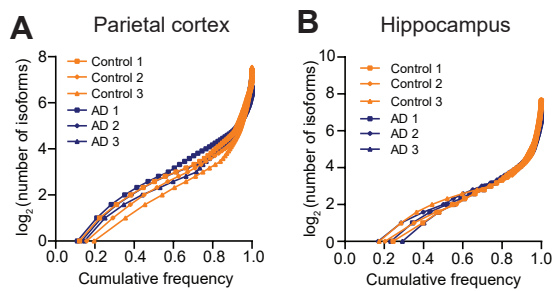 A
Parietal cortex
log2 (number of isoforms)
8
6
4
2
0
Control 1
Control 2
Control 3
AD 1
AD 2
AD 3
0.0 0.2 0.4 0.6 0.8 1.0
Cumulative frequency
B
Hippocampus
log2 (number of isoforms)
10
8
6
4
2
0
Control 1
Control 2
Control 3
AD 1
AD 2
AD 3
0.0 0.2 0.4 0.6 0.8 1.0
Cumulative frequency